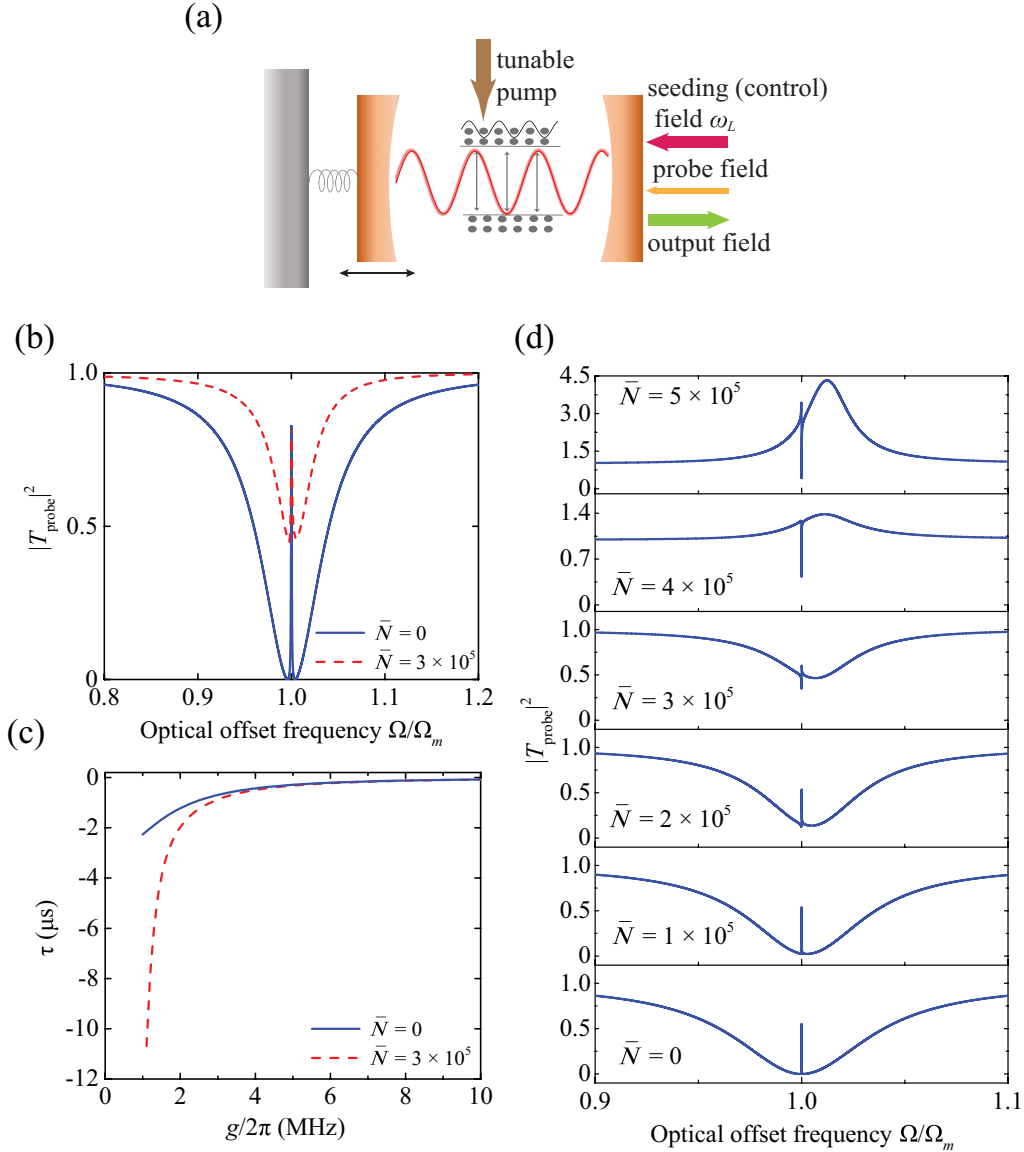 (a)
tunable
pump
seeding (control)
field ω_L
probe field
output field
(b)
|T_probe|²
1.0
0.5
0
N̄ = 0
N̄ = 3 × 10⁵
0.8 0.9 1.0 1.1 1.2
Optical offset frequency Ω/Ω_m
(c)
τ (μs)
0
-2
-4
-6
-8
-10
-12
N̄ = 0
N̄ = 3 × 10⁵
0 2 4 6 8 10
g/2π (MHz)
(d)
|T_probe|²
4.5
3.0
1.5
0
N̄ = 5 × 10⁵
1.4
0.7
0
N̄ = 4 × 10⁵
1.0
0.5
0
N̄ = 3 × 10⁵
1.0
0.5
0
N̄ = 2 × 10⁵
1.0
0.5
0
N̄ = 1 × 10⁵
1.0
0.5
0
N̄ = 0
0.9 1.0 1.1
Optical offset frequency Ω/Ω_m